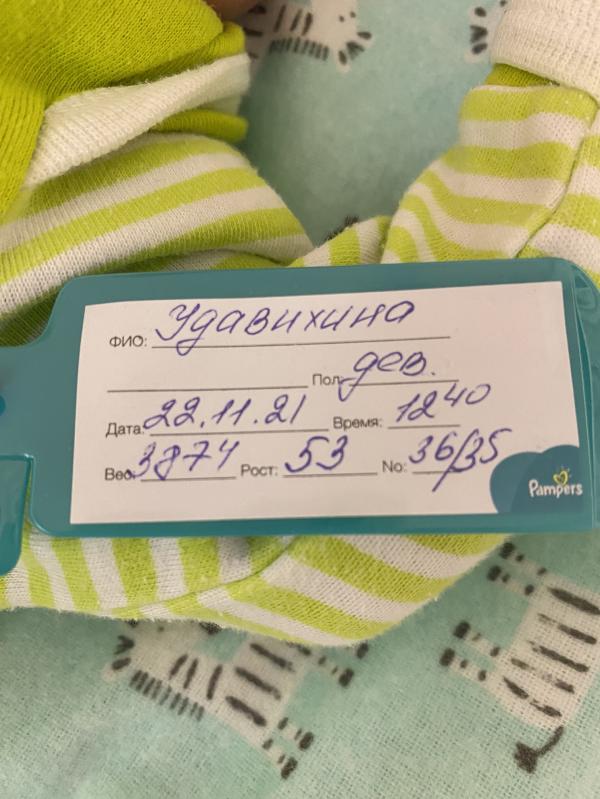 ФИО: Удавихина
Пол: дев.
Дата: 22.11.21 Время: 12 40
Вес: 3874 Рост: 53 No: 36/35
Pampers